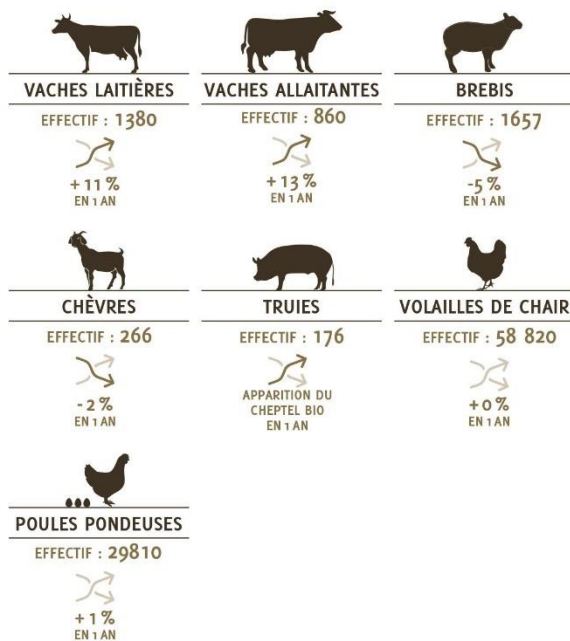 VACHES LAITIÈRES
EFFECTIF : 1380
+11 %
EN 1 AN
VACHES ALLAITANTES
EFFECTIF : 860
+13 %
EN 1 AN
BREBIS
EFFECTIF : 1657
-5 %
EN 1 AN
CHÈVRES
EFFECTIF : 266
-2 %
EN 1 AN
TRUIES
EFFECTIF : 176
APPARITION DU
CHEPTEL BIO
EN 1 AN
VOLAILLES DE CHAIR
EFFECTIF : 58 820
+0 %
EN 1 AN
POULES PONDEUSES
EFFECTIF : 29810
+1 %
EN 1 AN